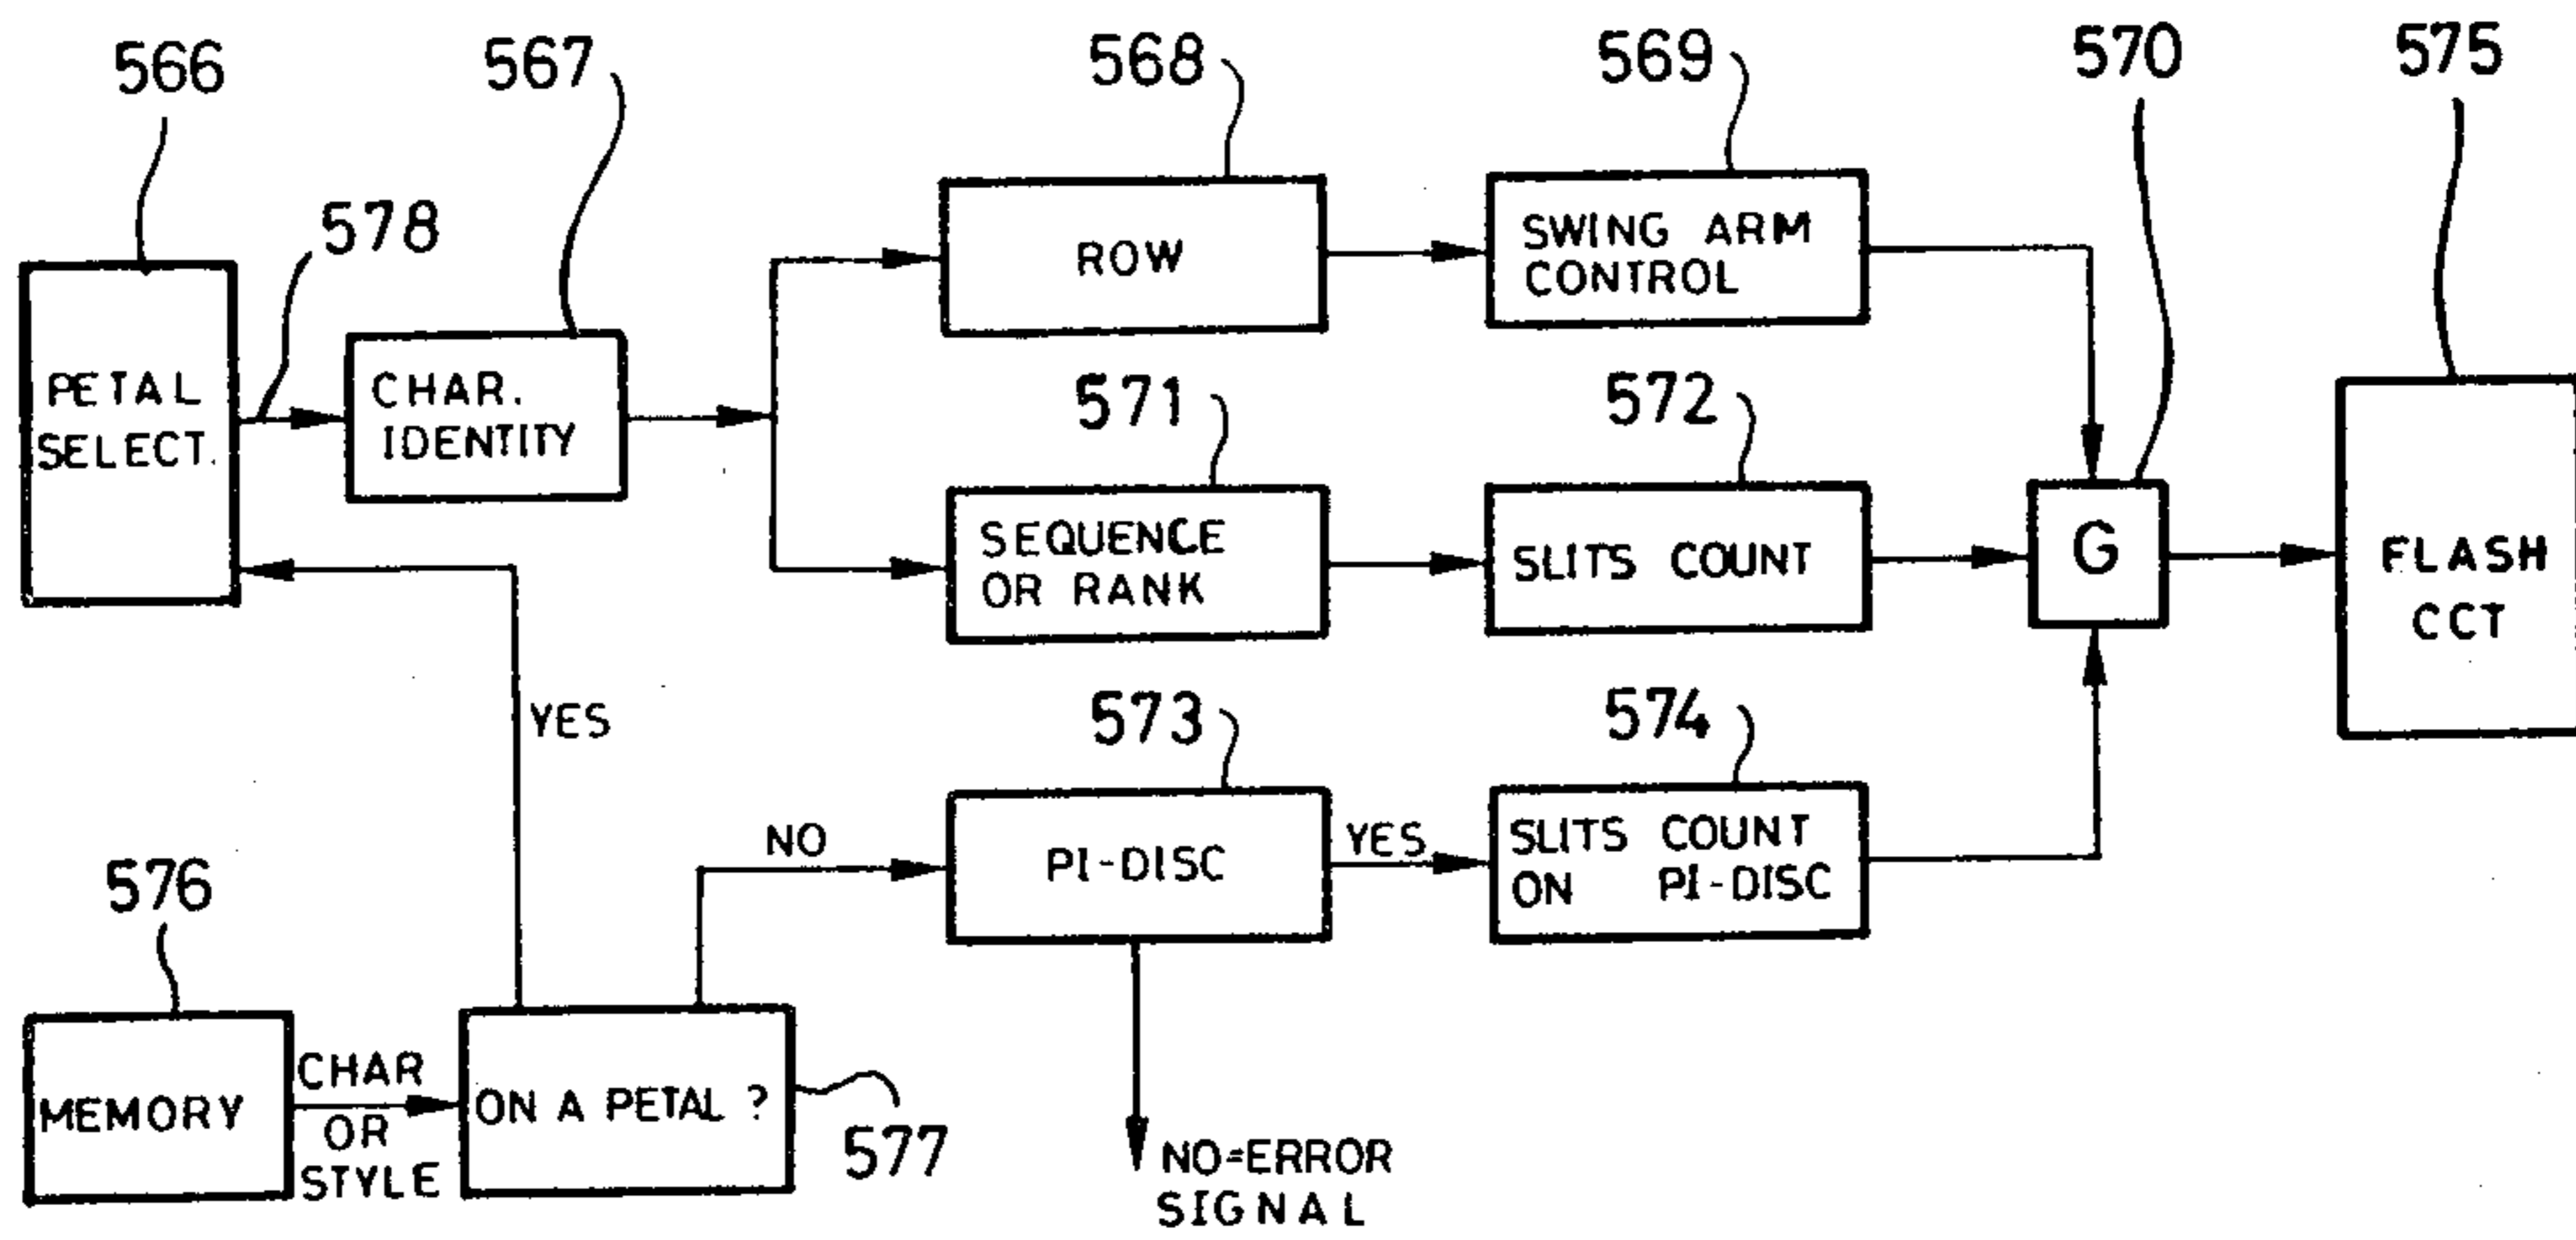 566
567
568
569
570
575
578
PETAL
SELECT.
CHAR.
IDENTITY
ROW
SWING ARM
CONTROL
571
572
SEQUENCE
OR RANK
SLITS COUNT
G
FLASH
CCT
YES
573
574
NO
PI-DISC
YES
SLITS COUNT
ON PI-DISC
576
MEMORY
CHAR
OR
STYLE
ON A PETAL ?
577
NO=ERROR
SIGNAL